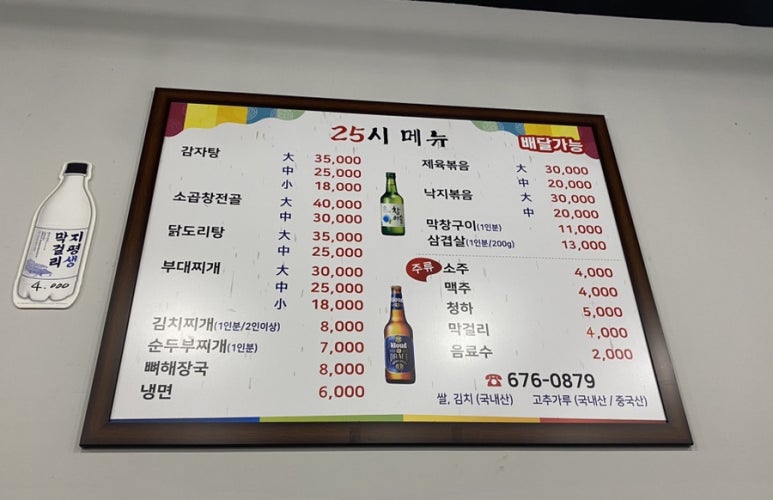 25시 메뉴
배달가능
감자탕 大 35,000
中 25,000
小 18,000
소곱창전골 大 40,000
中 30,000
닭도리탕 大 35,000
中 25,000
부대찌개 大 30,000
中 25,000
小 18,000
김치찌개(1인분/2인이상) 8,000
순두부찌개(1인분) 7,000
뼈해장국 8,000
냉면 6,000
제육볶음 大 30,000
中 20,000
낙지볶음 大 30,000
中 20,000
막창구이(1인분) 11,000
삼겹살(1인분/200g) 13,000
주류
소주 4,000
맥주 4,000
청하 5,000
막걸리 4,000
음료수 2,000
☎ 676-0879
쌀, 김치 (국내산) 고추가루 (국내산 / 중국산)
지평생
막걸리
4.000